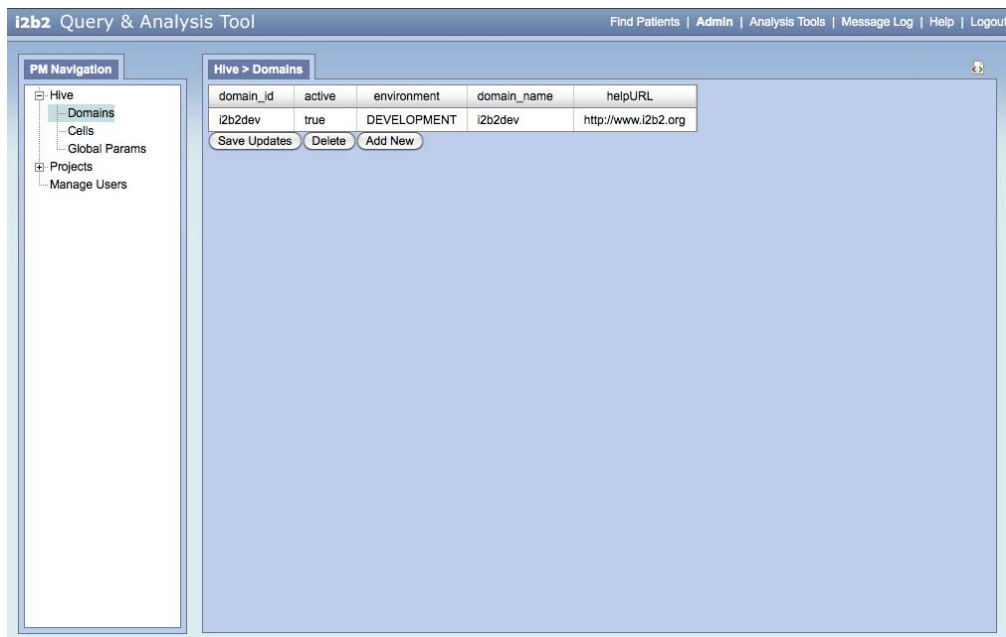 i2b2 Query & Analysis Tool
Find Patients | Admin | Analysis Tools | Message Log | Help | Logout
PM Navigation
Hive
Domains
Cells
Global Params
Projects
Manage Users
Hive > Domains
domain_id active environment domain_name helpURL
i2b2dev true DEVELOPMENT i2b2dev http://www.i2b2.org
Save Updates Delete Add New